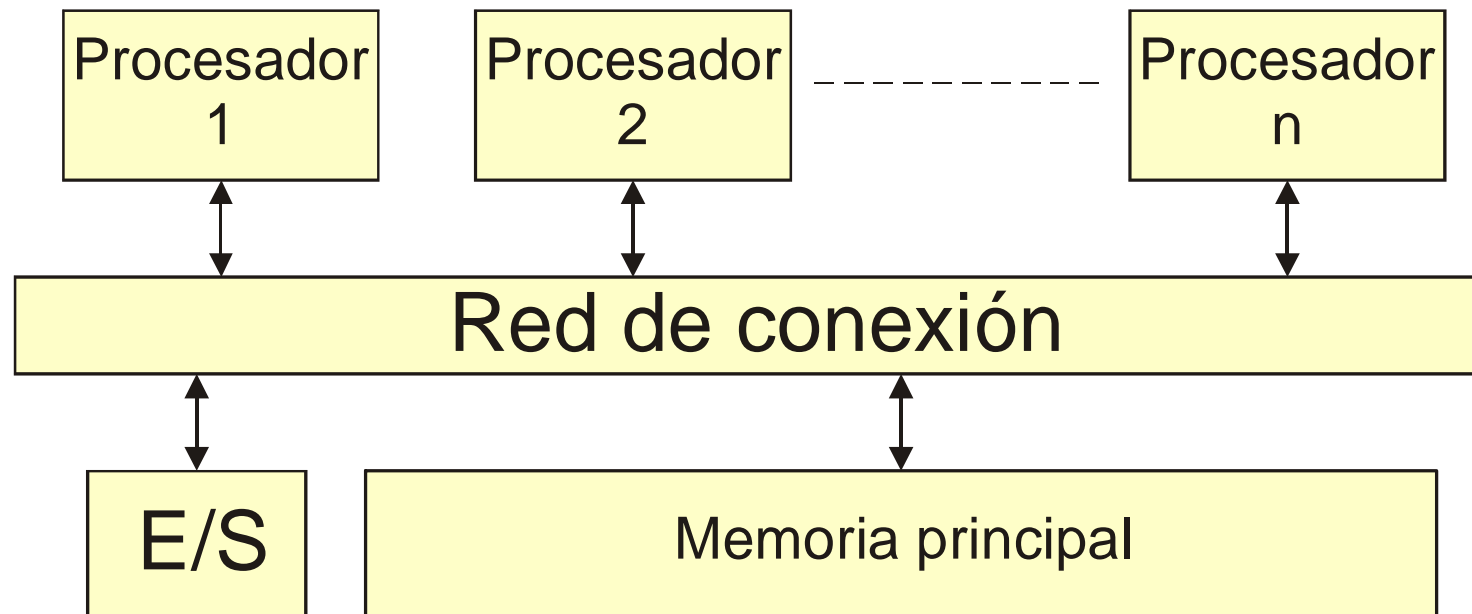 Procesador
1
Procesador
2
Procesador
n
Red de conexión
E/S
Memoria principal